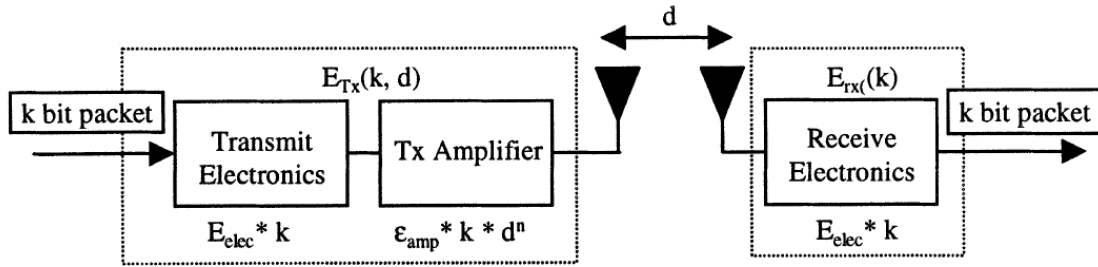 d
E_Tx(k, d)
E_rx((k)
k bit packet
k bit packet
Transmit
Electronics
Tx Amplifier
Receive
Electronics
E_elec* k
ε_amp* k * d^n
E_elec* k